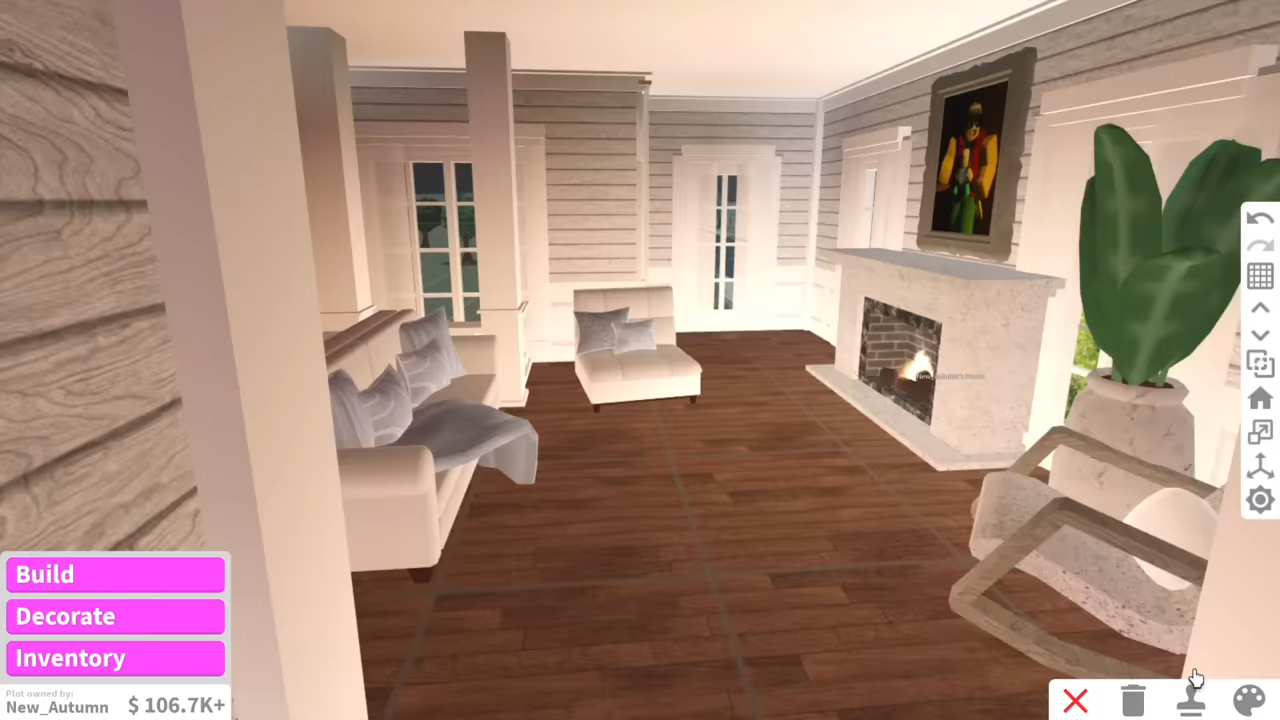 Build
Decorate
Inventory
Plot owned by:
New_Autumn
$ 106.7K+